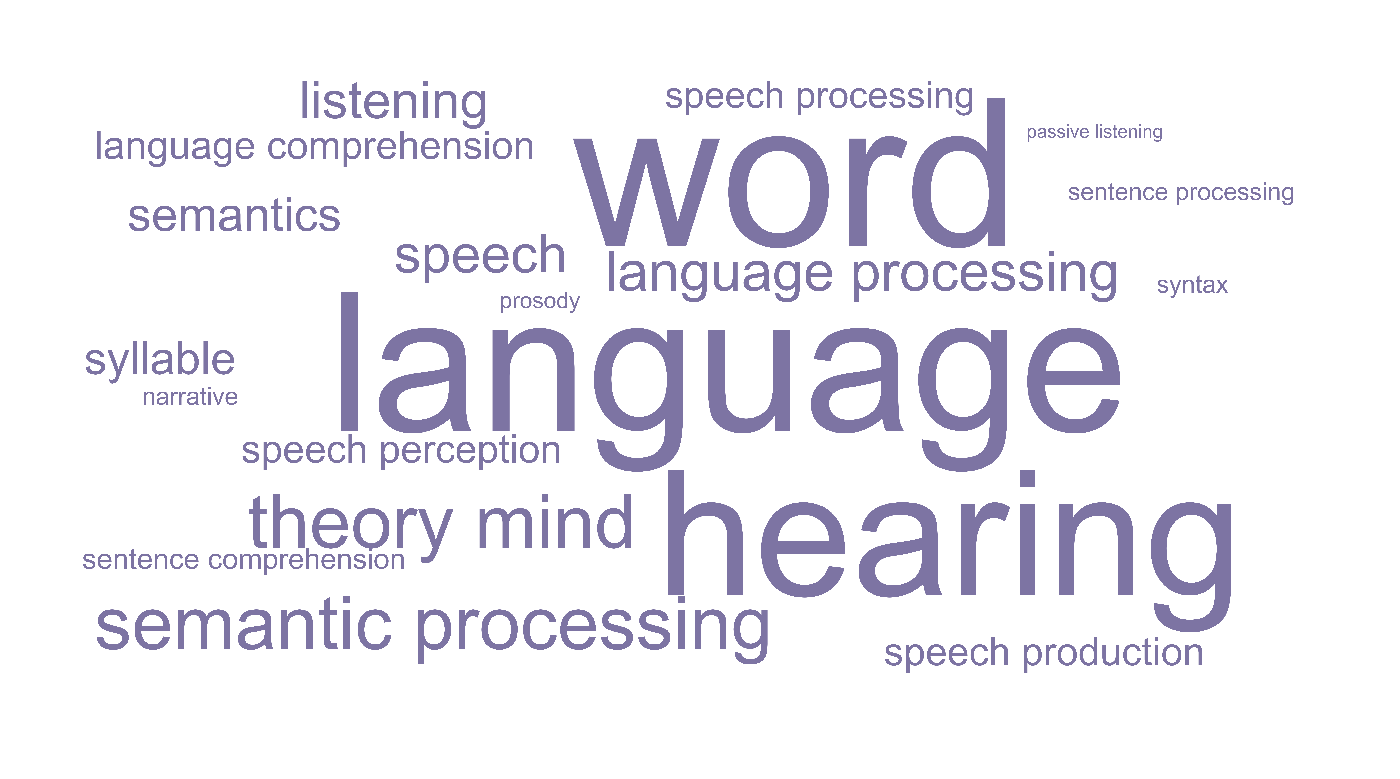 listening
speech processing
word
passive listening
language comprehension
sentence processing
semantics
speech
language processing
syntax
prosody
language
syllable
narrative
speech perception
theory mind
hearing
sentence comprehension
semantic processing
speech production